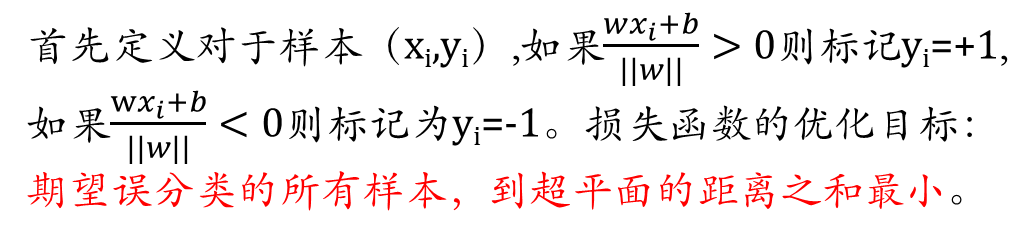 首先定义对于样本（xᵢ,yᵢ）,如果\frac{wxᵢ+b}{||w||} > 0则标记yᵢ=+1,
如果\frac{wxᵢ+b}{||w||} < 0则标记为yᵢ=-1。损失函数的优化目标：
期望误分类的所有样本，到超平面的距离之和最小。